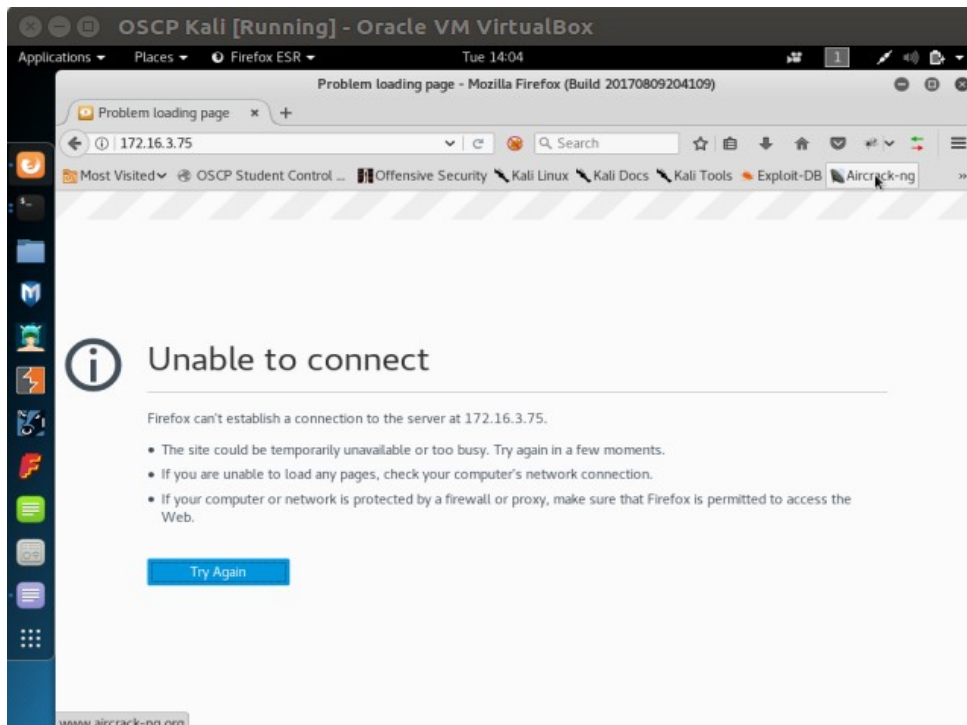 OSCP Kali [Running] - Oracle VM VirtualBox
Applications Places Firefox ESR Tue 14:04 1
Problem loading page - Mozilla Firefox (Build 20170809204109)
Problem loading page
172.16.3.75 Search
Most Visited OSCP Student Control ... Offensive Security Kali Linux Kali Docs Kali Tools Exploit-DB Aircrack-ng »
Unable to connect
Firefox can't establish a connection to the server at 172.16.3.75.
• The site could be temporarily unavailable or too busy. Try again in a few moments.
• If you are unable to load any pages, check your computer's network connection.
• If your computer or network is protected by a firewall or proxy, make sure that Firefox is permitted to access the
Web.
Try Again
www.aircrack-ng.org